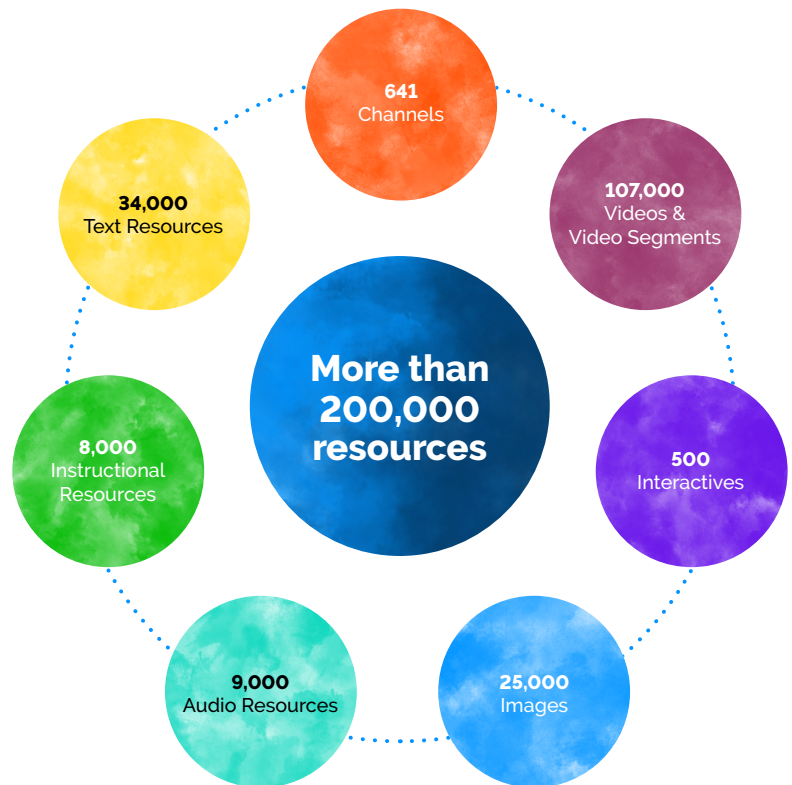 641
Channels
107,000
Videos &
Video Segments
500
Interactives
25,000
Images
9,000
Audio Resources
8,000
Instructional
Resources
34,000
Text Resources
More than
200,000
resources